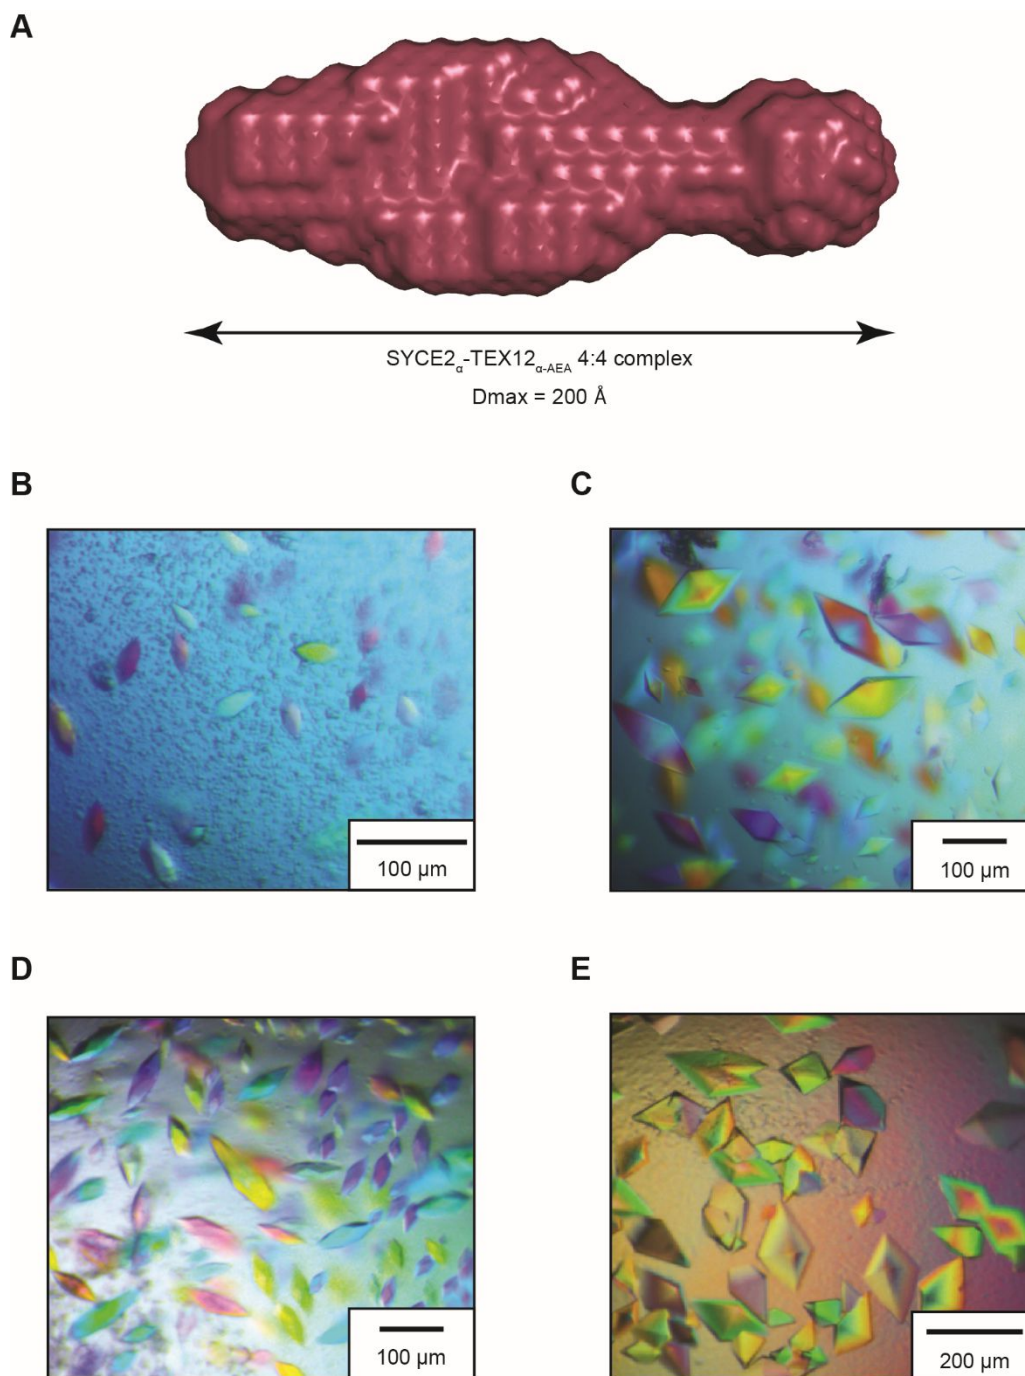 A
SYCE2α-TEX12α-AEA 4:4 complex
Dmax = 200 Å
B
C
100 µm
100 µm
D
E
100 µm
200 µm